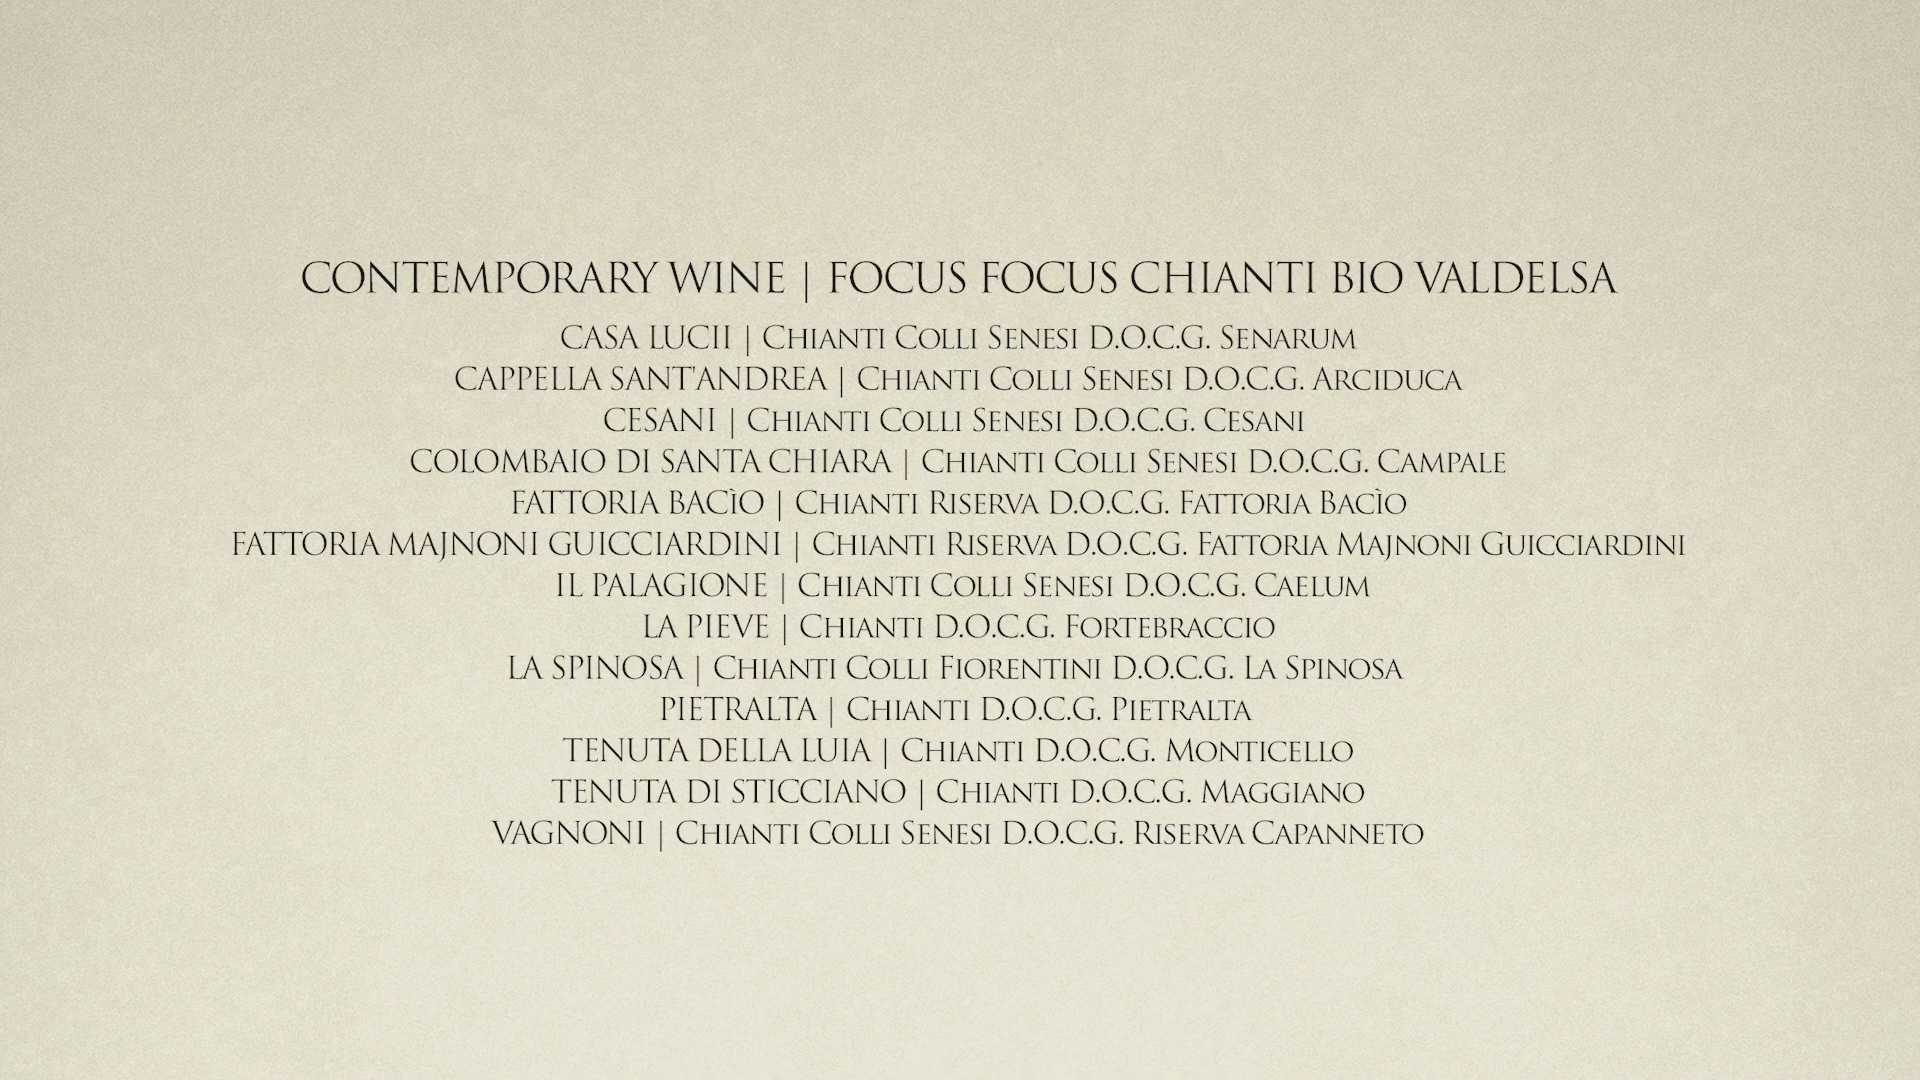 CONTEMPORARY WINE | FOCUS FOCUS CHIANTI BIO VALDELSA
CASA LUCII | CHIANTI COLLI SENESI D.O.C.G. SENARUM
CAPPELLA SANT'ANDREA | CHIANTI COLLI SENESI D.O.C.G. ARCIDUCA
CESANI | CHIANTI COLLI SENESI D.O.C.G. CESANI
COLOMBAIO DI SANTA CHIARA | CHIANTI COLLI SENESI D.O.C.G. CAMPALE
FATTORIA BACÌO | CHIANTI RISERVA D.O.C.G. FATTORIA BACÌO
FATTORIA MAJNONI GUICCIARDINI | CHIANTI RISERVA D.O.C.G. FATTORIA MAJNONI GUICCIARDINI
IL PALAGIONE | CHIANTI COLLI SENESI D.O.C.G. CAELUM
LA PIEVE | CHIANTI D.O.C.G. FORTEBRACCIO
LA SPINOSA | CHIANTI COLLI FIORENTINI D.O.C.G. LA SPINOSA
PIETRALTA | CHIANTI D.O.C.G. PIETRALTA
TENUTA DELLA LUIA | CHIANTI D.O.C.G. MONTICELLO
TENUTA DI STICCIANO | CHIANTI D.O.C.G. MAGGIANO
VAGNONI | CHIANTI COLLI SENESI D.O.C.G. RISERVA CAPANNETO